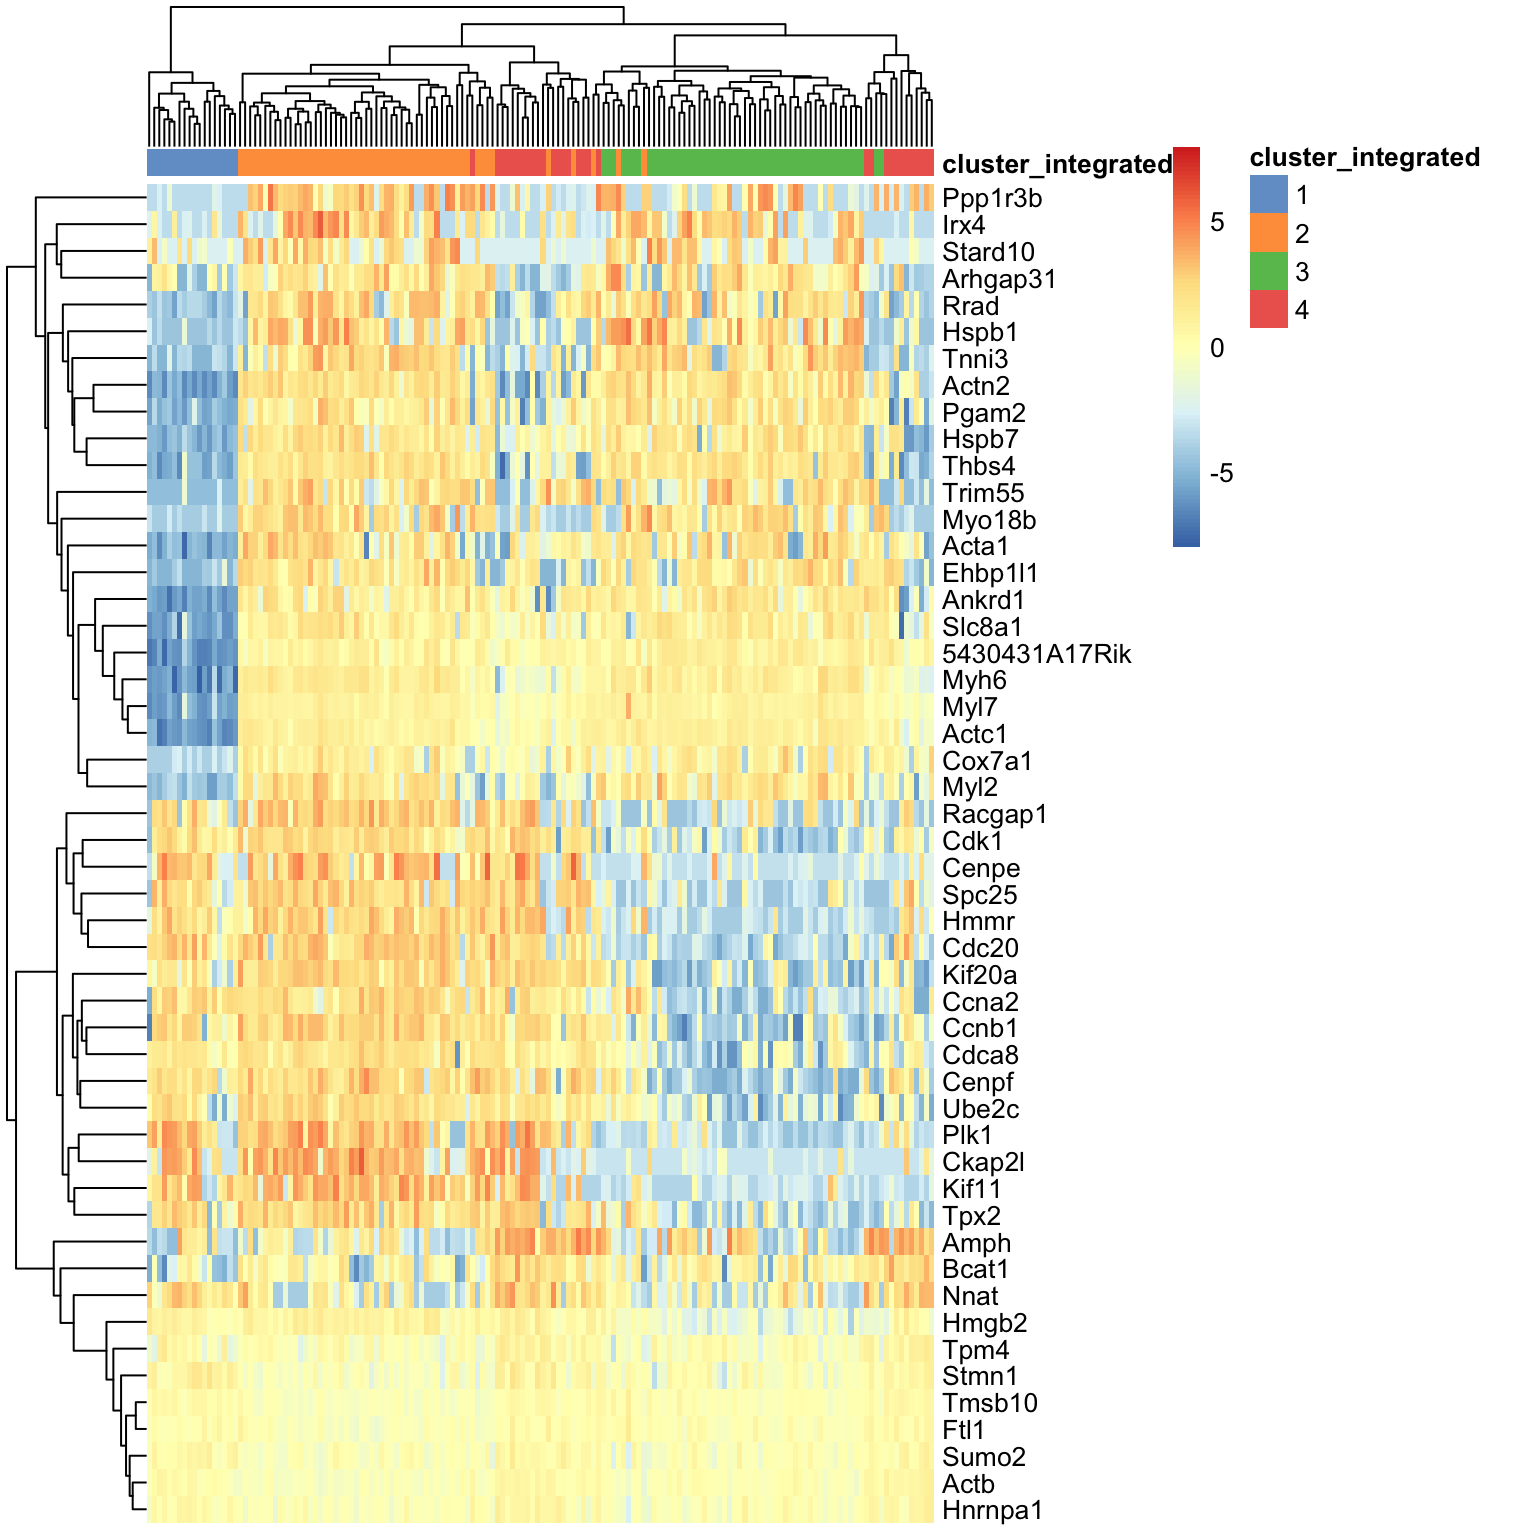 cluster_integrated
cluster_integrated
1
2
3
4
5
0
-5
Ppp1r3b
Irx4
Stard10
Arhgap31
Rrad
Hspb1
Tnni3
Actn2
Pgam2
Hspb7
Thbs4
Trim55
Myo18b
Acta1
Ehbp1l1
Ankrd1
Slc8a1
5430431A17Rik
Myh6
Myl7
Actc1
Cox7a1
Myl2
Racgap1
Cdk1
Cenpe
Spc25
Hmmr
Cdc20
Kif20a
Ccna2
Ccnb1
Cdca8
Cenpf
Ube2c
Plk1
Ckap2l
Kif11
Tpx2
Amph
Bcat1
Nnat
Hmgb2
Tpm4
Stmn1
Tmsb10
Ftl1
Sumo2
Actb
Hnrnpa1